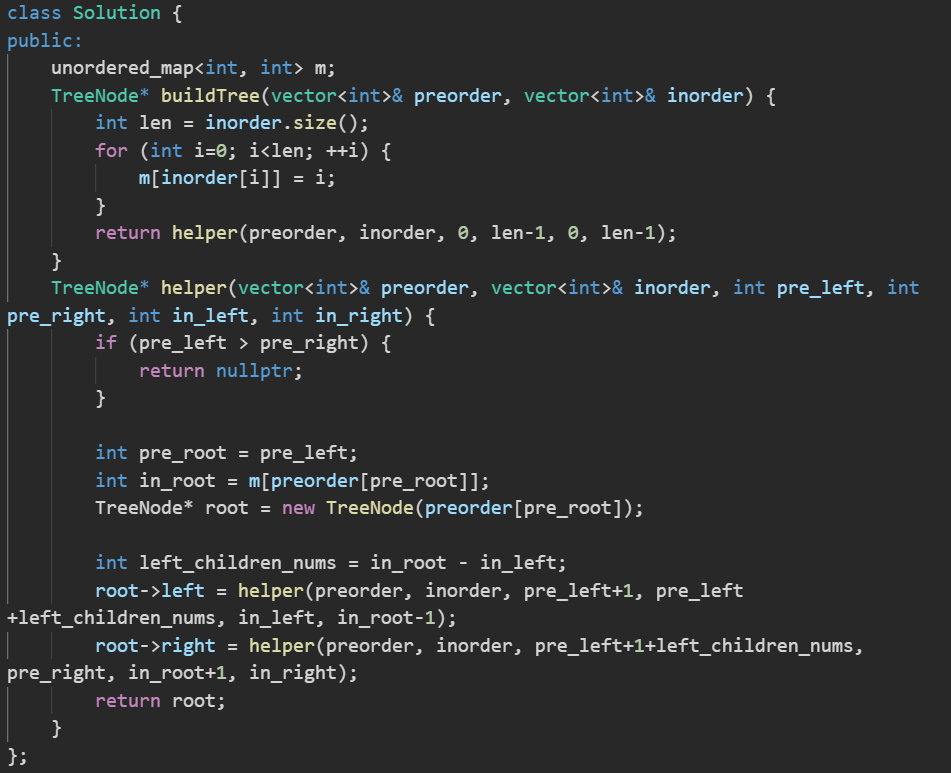 class Solution {
public:
    unordered_map<int, int> m;
    TreeNode* buildTree(vector<int>& preorder, vector<int>& inorder) {
        int len = inorder.size();
        for (int i=0; i<len; ++i) {
            m[inorder[i]] = i;
        }
        return helper(preorder, inorder, 0, len-1, 0, len-1);
    }
    TreeNode* helper(vector<int>& preorder, vector<int>& inorder, int pre_left, int
pre_right, int in_left, int in_right) {
        if (pre_left > pre_right) {
            return nullptr;
        }

        int pre_root = pre_left;
        int in_root = m[preorder[pre_root]];
        TreeNode* root = new TreeNode(preorder[pre_root]);

        int left_children_nums = in_root - in_left;
        root->left = helper(preorder, inorder, pre_left+1, pre_left
+left_children_nums, in_left, in_root-1);
        root->right = helper(preorder, inorder, pre_left+1+left_children_nums,
pre_right, in_root+1, in_right);
        return root;
    }
};